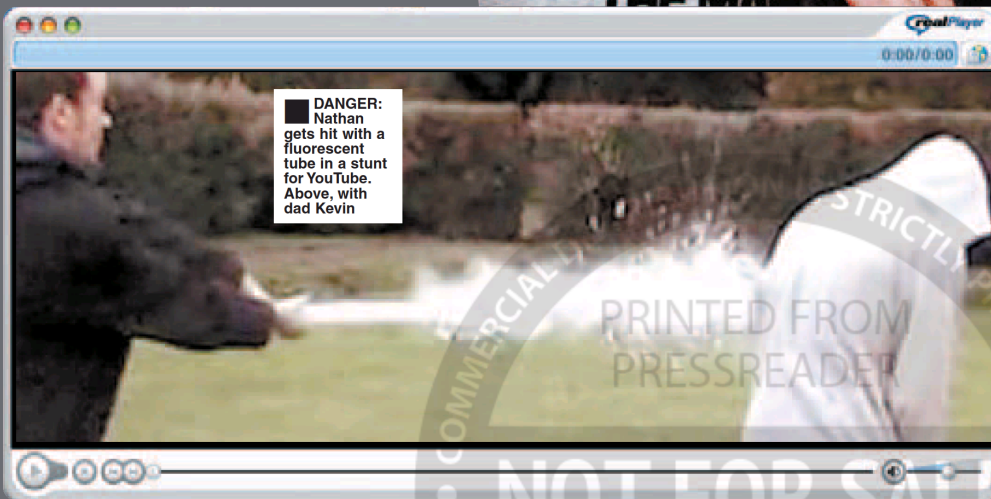 realPlayer
0:00/0:00
DANGER:
Nathan
gets hit with a
fluorescent
tube in a stunt
for YouTube.
Above, with
dad Kevin
COMMERCIAL
STRICTLY
PRINTED FROM
PRESSREADER
NOT FOR